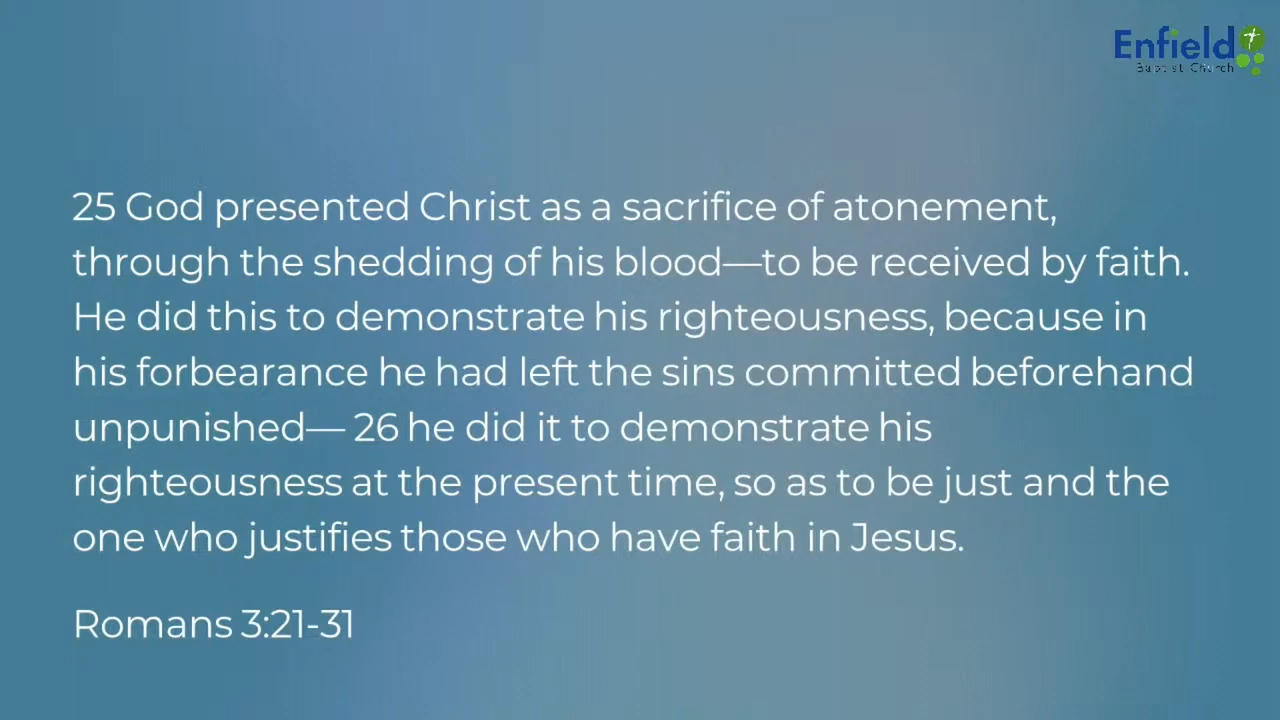 Enfield
Baptist Church
25 God presented Christ as a sacrifice of atonement,
through the shedding of his blood—to be received by faith.
He did this to demonstrate his righteousness, because in
his forbearance he had left the sins committed beforehand
unpunished— 26 he did it to demonstrate his
righteousness at the present time, so as to be just and the
one who justifies those who have faith in Jesus.
Romans 3:21-31